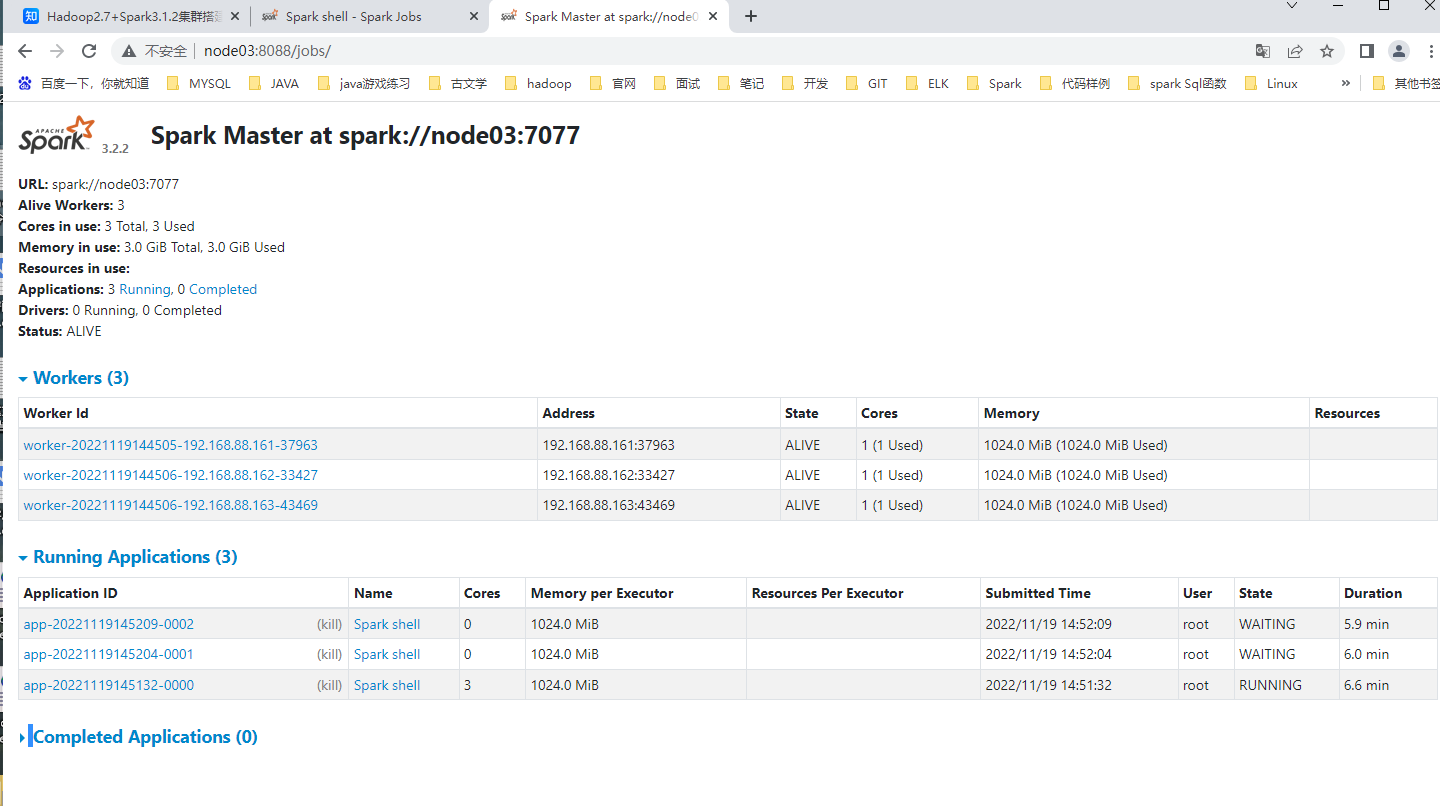 Hadoop2.7+Spark3.1.2集群搭建
Spark shell - Spark Jobs
Spark Master at spark://node03
不安全
node03:8088/jobs/
百度一下，你就知道
MYSQL
JAVA
java游戏练习
古文学
hadoop
官网
面试
笔记
开发
GIT
ELK
Spark
代码样例
spark Sql函数
Linux
»
其他书签
APACHE
Spark 3.2.2
Spark Master at spark://node03:7077
URL: spark://node03:7077
Alive Workers: 3
Cores in use: 3 Total, 3 Used
Memory in use: 3.0 GiB Total, 3.0 GiB Used
Resources in use:
Applications: 3 Running, 0 Completed
Drivers: 0 Running, 0 Completed
Status: ALIVE
Workers (3)
Worker Id Address State Cores Memory Resources
worker-20221119144505-192.168.88.161-37963 192.168.88.161:37963 ALIVE 1 (1 Used) 1024.0 MiB (1024.0 MiB Used)
worker-20221119144506-192.168.88.162-33427 192.168.88.162:33427 ALIVE 1 (1 Used) 1024.0 MiB (1024.0 MiB Used)
worker-20221119144506-192.168.88.163-43469 192.168.88.163:43469 ALIVE 1 (1 Used) 1024.0 MiB (1024.0 MiB Used)
Running Applications (3)
Application ID Name Cores Memory per Executor Resources Per Executor Submitted Time User State Duration
app-20221119145209-0002 (kill) Spark shell 0 1024.0 MiB 2022/11/19 14:52:09 root WAITING 5.9 min
app-20221119145204-0001 (kill) Spark shell 0 1024.0 MiB 2022/11/19 14:52:04 root WAITING 6.0 min
app-20221119145132-0000 (kill) Spark shell 3 1024.0 MiB 2022/11/19 14:51:32 root RUNNING 6.6 min
Completed Applications (0)